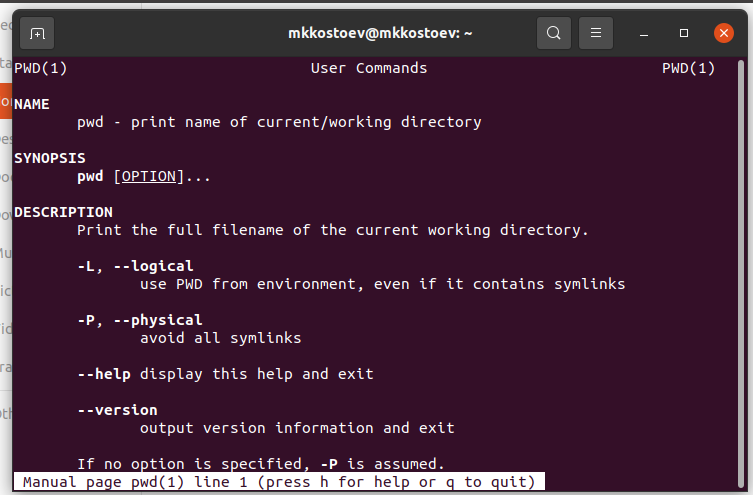 mkkostoev@mkkostoev: ~
PWD(1) User Commands PWD(1)
NAME
pwd - print name of current/working directory
SYNOPSIS
pwd [OPTION]...
DESCRIPTION
Print the full filename of the current working directory.
-L, --logical
use PWD from environment, even if it contains symlinks
-P, --physical
avoid all symlinks
--help display this help and exit
--version
output version information and exit
If no option is specified, -P is assumed.
Manual page pwd(1) line 1 (press h for help or q to quit)